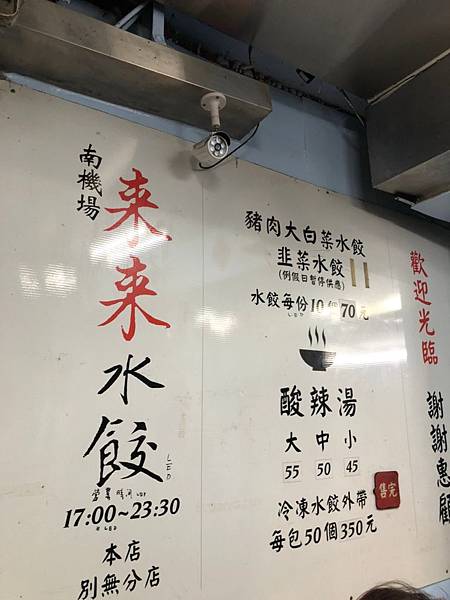 南機場
来来水餃
LEO
營業時間
17:00~23:30
本店
別無分店
豬肉大白菜水餃
韭菜水餃
(例假日暫停供應)
水餃每份10個70元
LEO
酸辣湯
大 中 小
55 50 45
售完
冷凍水餃外帶
每包50個350元
歡迎光臨
謝謝惠顧